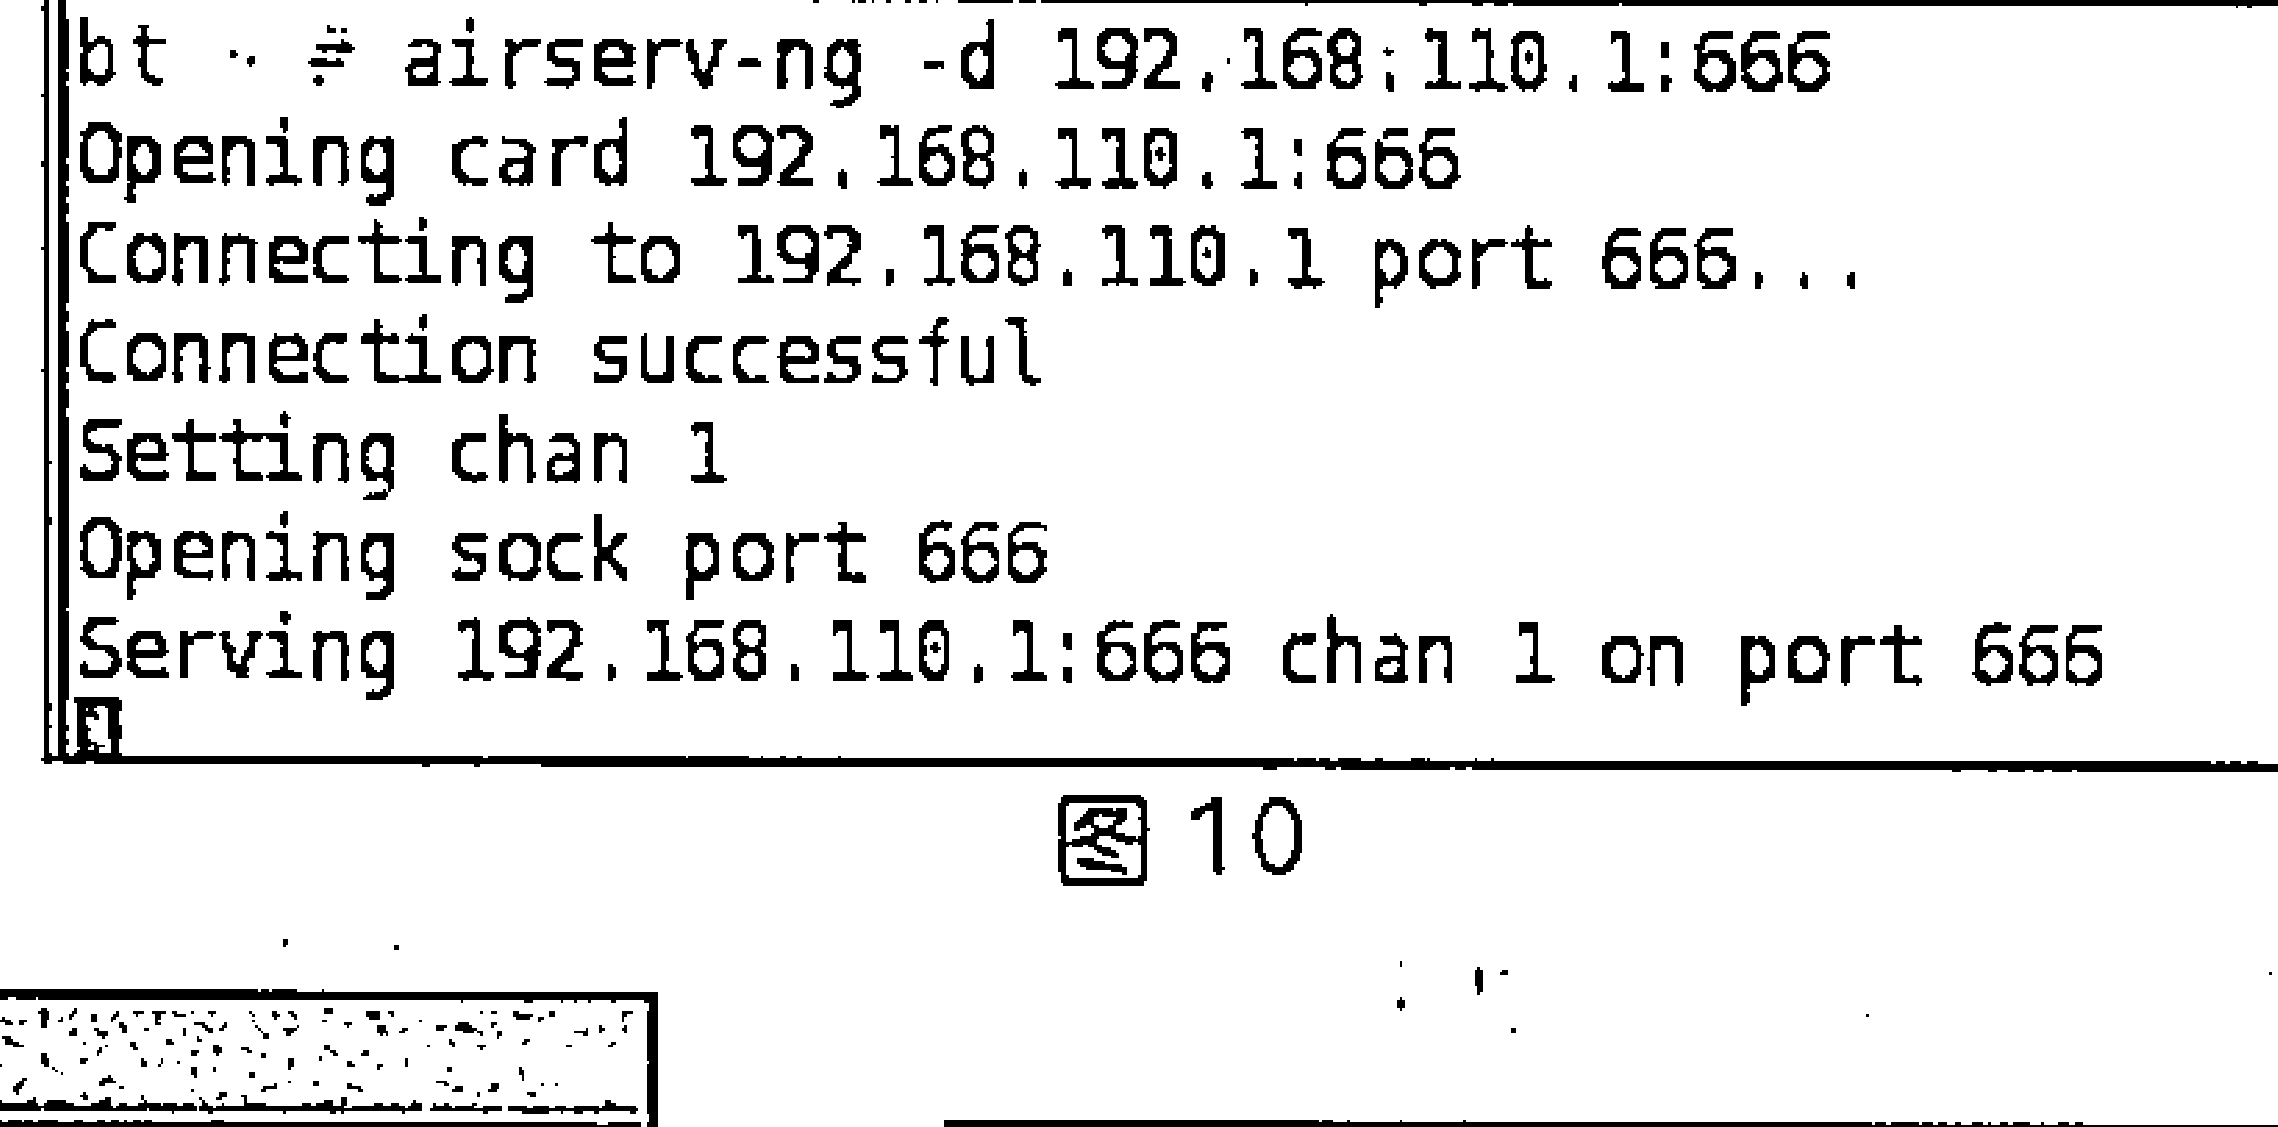 bt ~ # airserv-ng -d 192.168.110.1:666
Opening card 192.168.110.1:666
Connecting to 192.168.110.1 port 666...
Connection successful
Setting chan 1
Opening sock port 666
Serving 192.168.110.1:666 chan 1 on port 666
图 10